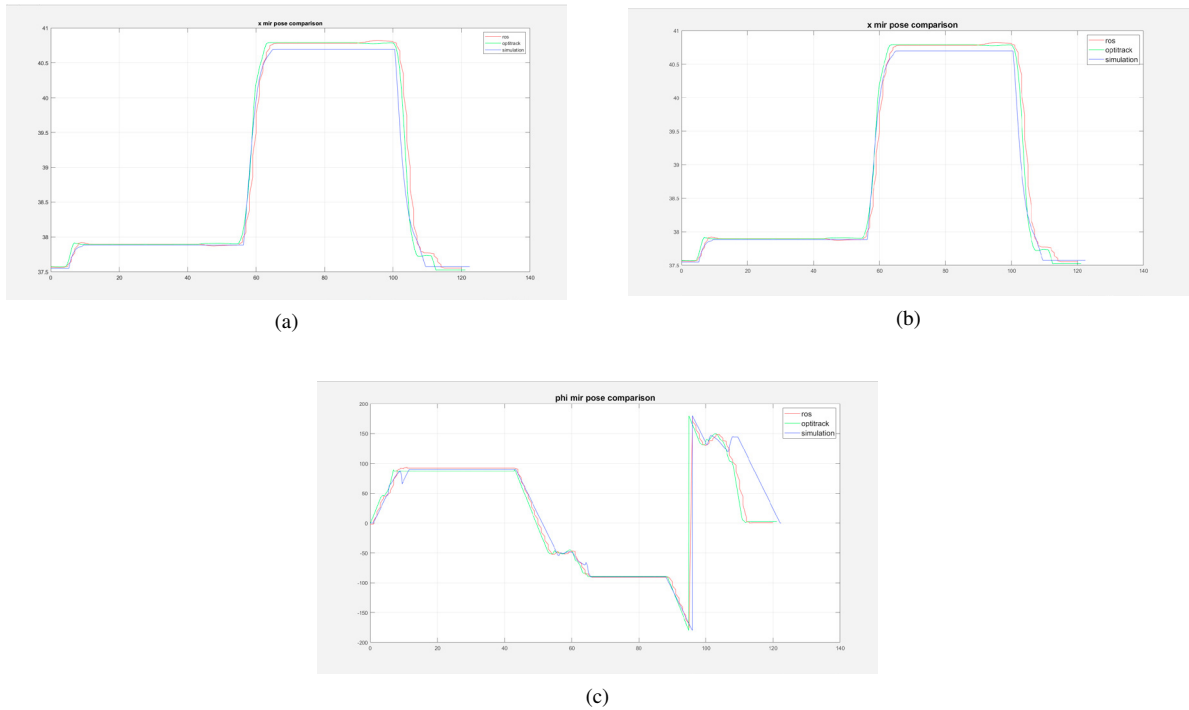 x mir pose comparison
ros
optitrack
simulation
41
40.5
40
39.5
39
38.5
38
37.5
0 20 40 60 80 100 120 140
(a)
x mir pose comparison
ros
optitrack
simulation
41
40.5
40
39.5
39
38.5
38
37.5
0 20 40 60 80 100 120 140
(b)
phi mir pose comparison
ros
optitrack
simulation
200
150
100
50
0
-50
-100
-150
-200
0 20 40 60 80 100 120 140
(c)